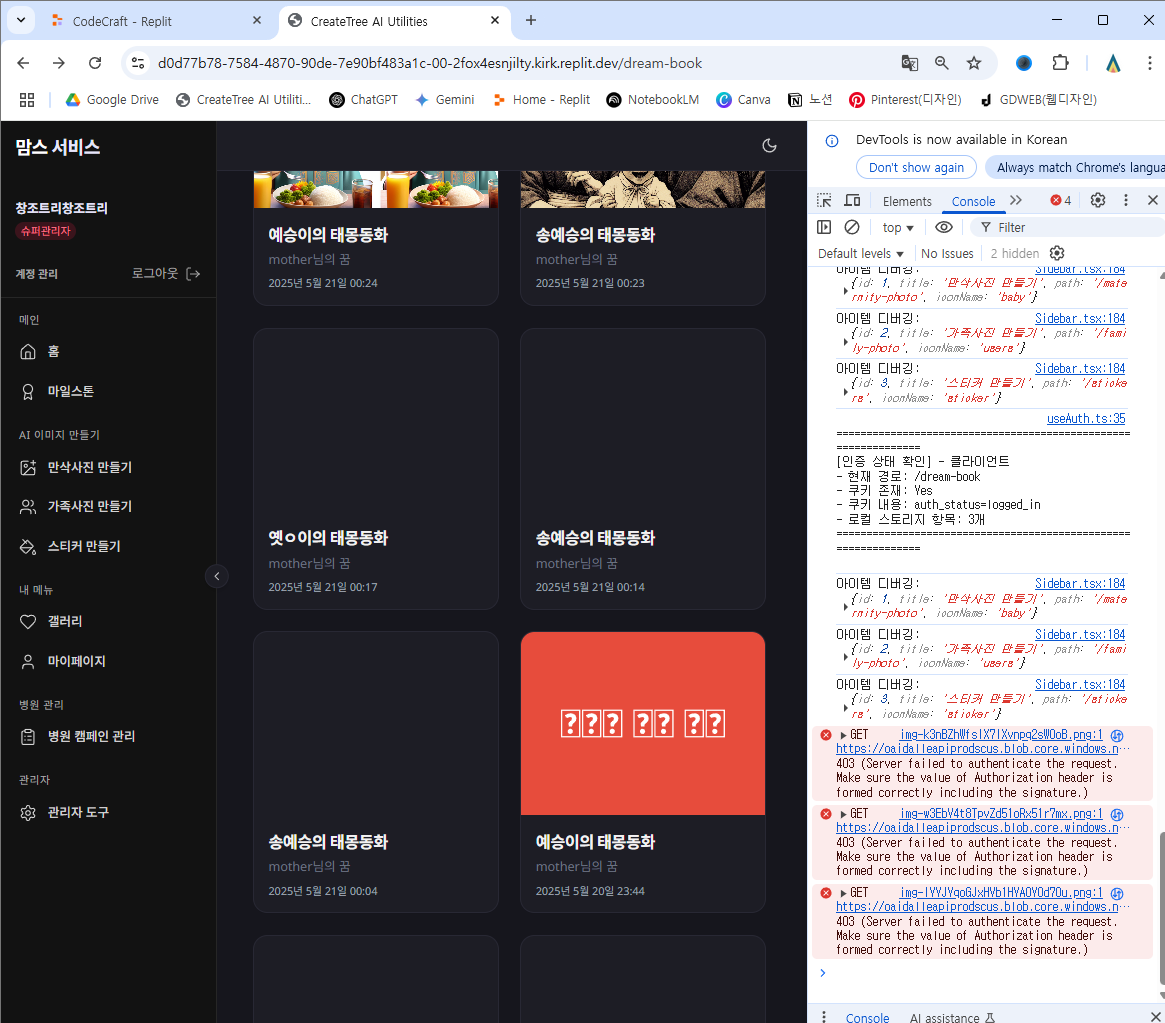 CodeCraft - Replit
CreateTree AI Utilities
d0d77b78-7584-4870-90de-7e90bf483a1c-00-2fox4esnjilty.kirk.replit.dev/dream-book
Google Drive
CreateTree AI Utiliti...
ChatGPT
Gemini
Home - Replit
NotebookLM
Canva
노션
Pinterest(디자인)
GDWEB(웹디자인)
맘스 서비스
창조트리창조트리
슈퍼관리자
계정 관리
로그아웃
메인
홈
마일스톤
AI 이미지 만들기
만삭사진 만들기
가족사진 만들기
스티커 만들기
내 메뉴
갤러리
마이페이지
병원 관리
병원 캠페인 관리
관리자
관리자 도구
예승이의 태몽동화
mother님의 꿈
2025년 5월 21일 00:24
송예승의 태몽동화
mother님의 꿈
2025년 5월 21일 00:23
옛ㅇ이의 태몽동화
mother님의 꿈
2025년 5월 21일 00:17
송예승의 태몽동화
mother님의 꿈
2025년 5월 21일 00:14
송예승의 태몽동화
mother님의 꿈
2025년 5월 21일 00:04
예승이의 태몽동화
mother님의 꿈
2025년 5월 20일 23:44
DevTools is now available in Korean
Don't show again
Always match Chrome's langua
Elements
Console
4
top
Filter
Default levels
No Issues
2 hidden
아이템 디버깅: Sidebar.tsx:184
{id: 1, title: '만삭사진 만들기', path: '/mate
rnity-photo', iconName: 'baby'}
아이템 디버깅: Sidebar.tsx:184
{id: 2, title: '가족사진 만들기', path: '/fami
ly-photo', iconName: 'users'}
아이템 디버깅: Sidebar.tsx:184
{id: 3, title: '스티커 만들기', path: '/sticke
rs', iconName: 'sticker'}
useAuth.ts:35
[인증 상태 확인] - 클라이언트
- 현재 경로: /dream-book
- 쿠키 존재: Yes
- 쿠키 내용: auth_status=logged_in
- 로컬 스토리지 항목: 3개
아이템 디버깅: Sidebar.tsx:184
{id: 1, title: '만삭사진 만들기', path: '/mate
rnity-photo', iconName: 'baby'}
아이템 디버깅: Sidebar.tsx:184
{id: 2, title: '가족사진 만들기', path: '/fami
ly-photo', iconName: 'users'}
아이템 디버깅: Sidebar.tsx:184
{id: 3, title: '스티커 만들기', path: '/sticke
rs', iconName: 'sticker'}
GET
https://oaidalleapiprodscus.blob.core.windows.n…
403 (Server failed to authenticate the request.
Make sure the value of Authorization header is
formed correctly including the signature.)
GET
https://oaidalleapiprodscus.blob.core.windows.n…
403 (Server failed to authenticate the request.
Make sure the value of Authorization header is
formed correctly including the signature.)
GET
https://oaidalleapiprodscus.blob.core.windows.n…
403 (Server failed to authenticate the request.
Make sure the value of Authorization header is
formed correctly including the signature.)
Console
AI assistance